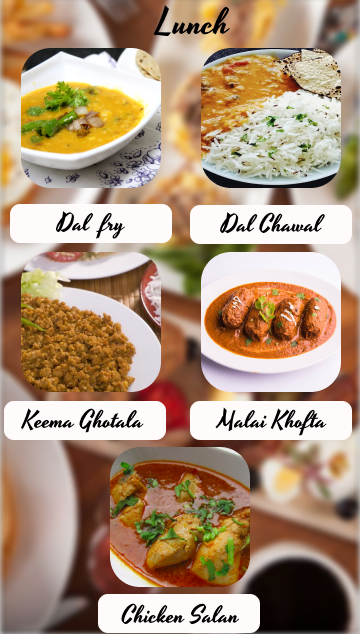 Lunch
Dal fry
Dal Chawal
Keema Ghotala
Malai Khofta
Chicken Salan